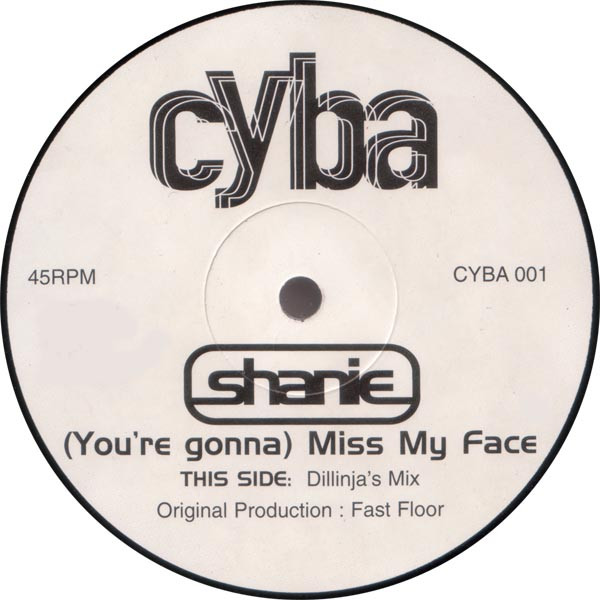 cyba
45RPM
CYBA 001
shanie
(You're gonna) Miss My Face
THIS SIDE: Dillinja's Mix
Original Production : Fast Floor